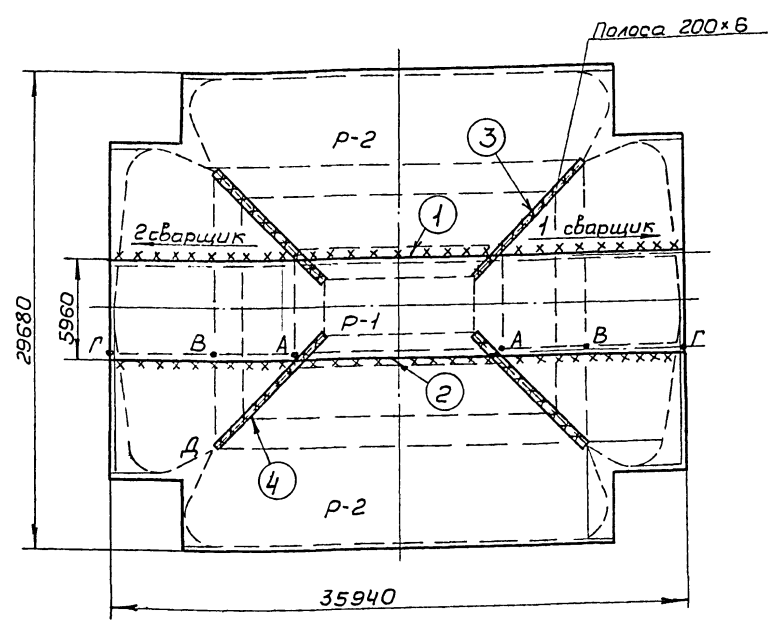 Полоса 200×6
Р-2
3
1
2 сварщик
1 сварщик
29680
5960
Р-1
Г
В
А
А
В
Г
2
Д
4
Р-2
35940